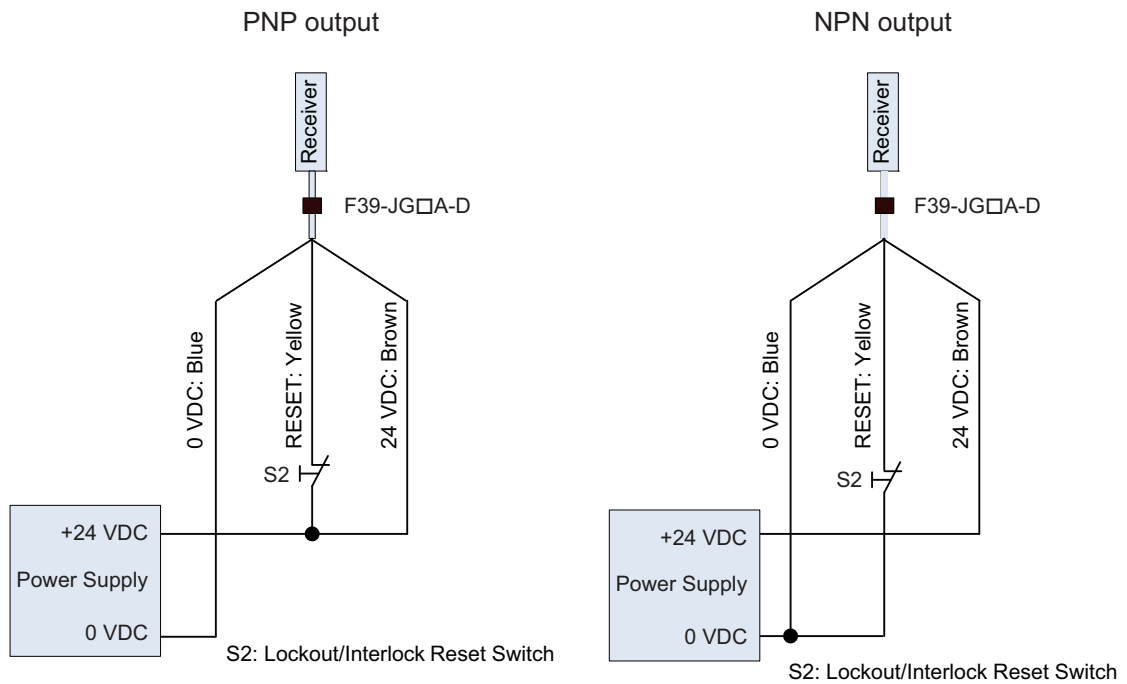 PNP output
Receiver
F39-JG□A-D
0 VDC: Blue
RESET: Yellow
24 VDC: Brown
S2
+24 VDC
Power Supply
0 VDC
S2: Lockout/Interlock Reset Switch
NPN output
Receiver
F39-JG□A-D
0 VDC: Blue
RESET: Yellow
24 VDC: Brown
S2
+24 VDC
Power Supply
0 VDC
S2: Lockout/Interlock Reset Switch